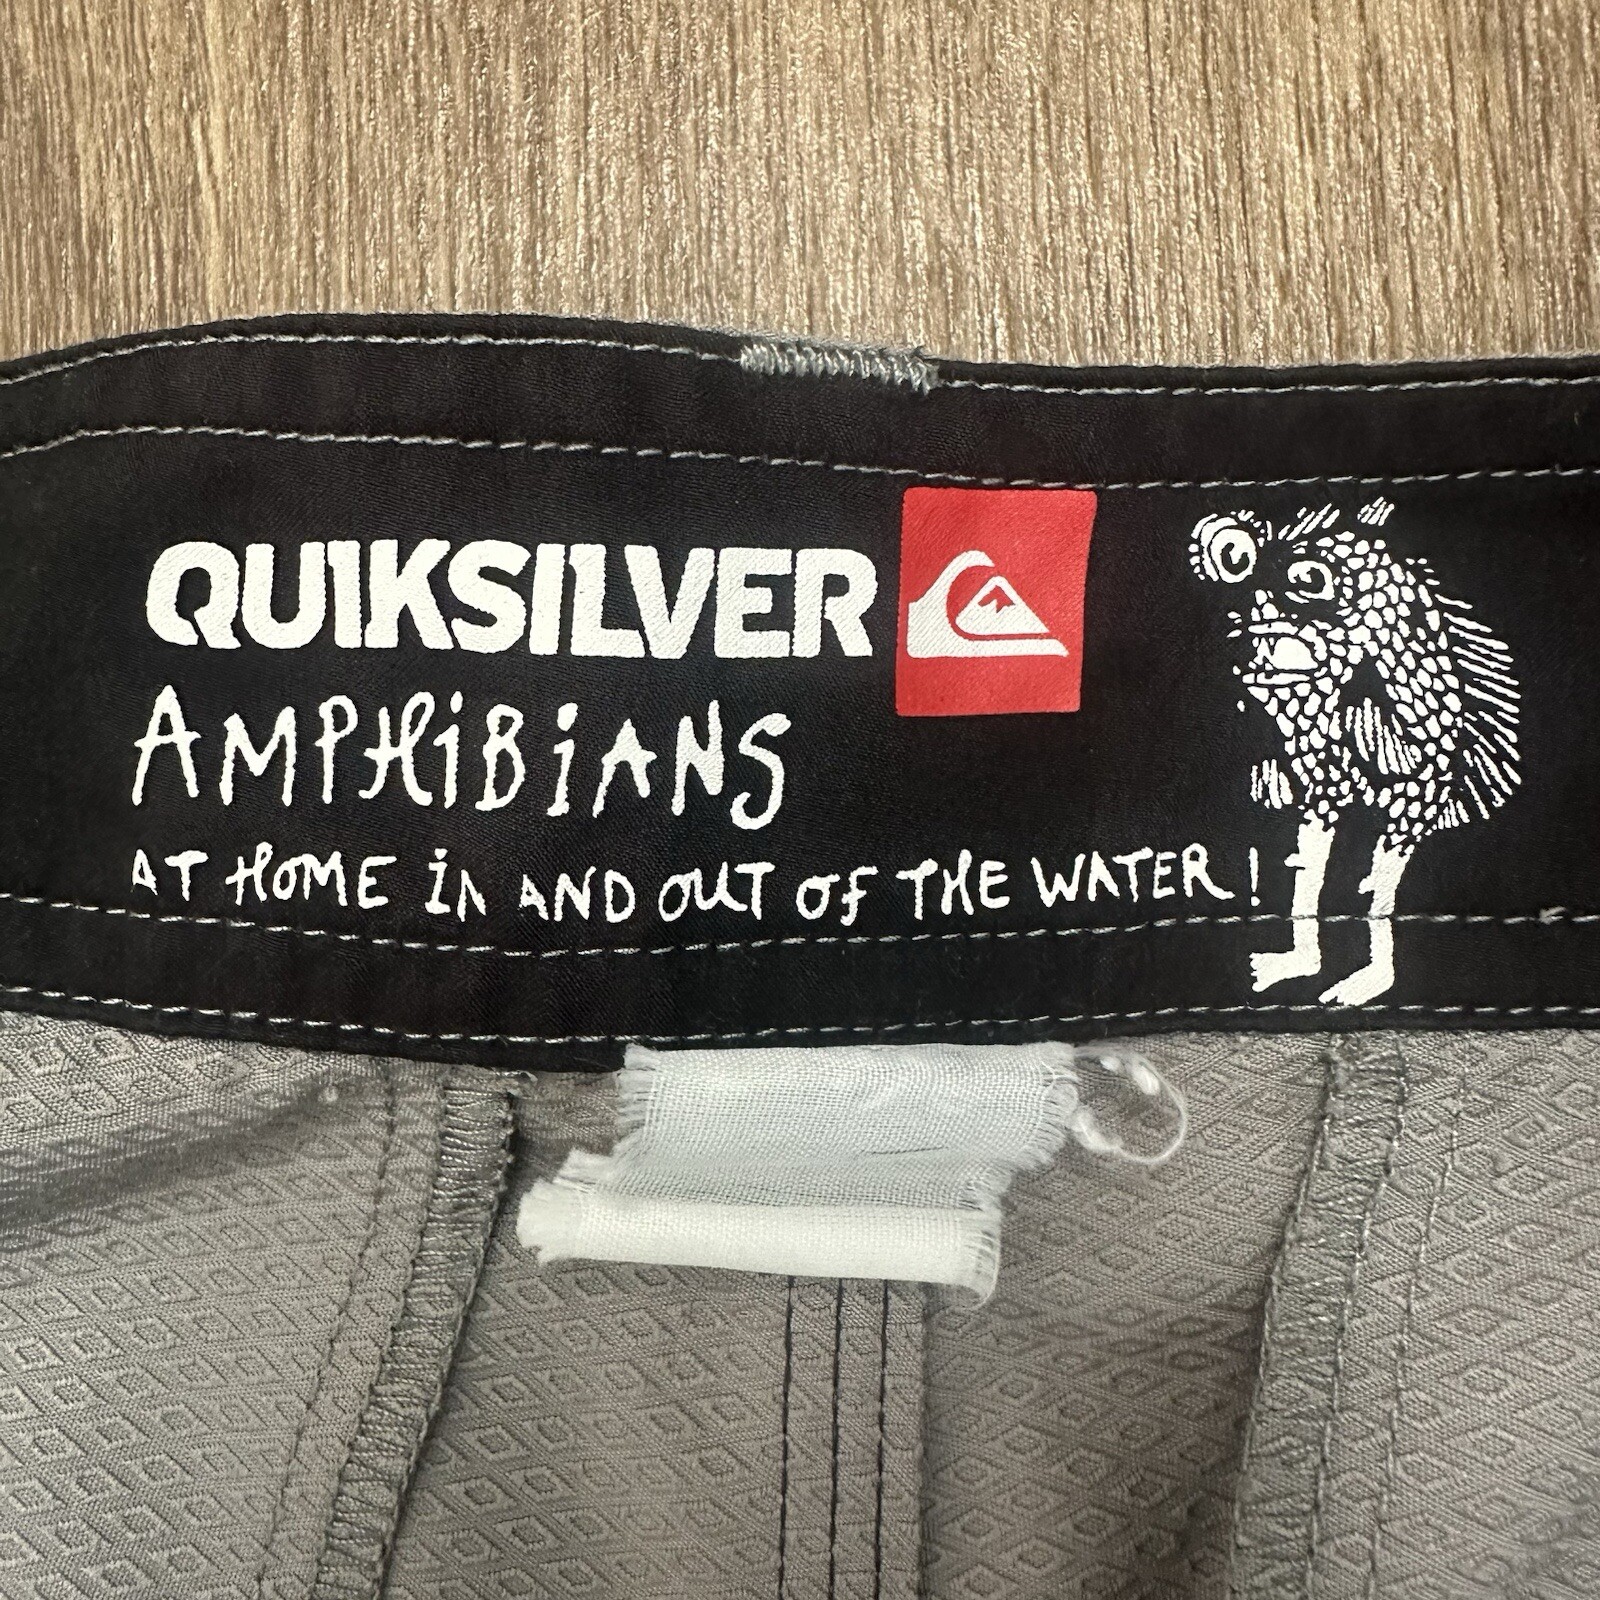 QUIKSILVER
AMPHiBiANS
AT HOME iN AND OUT OF THE WATER!